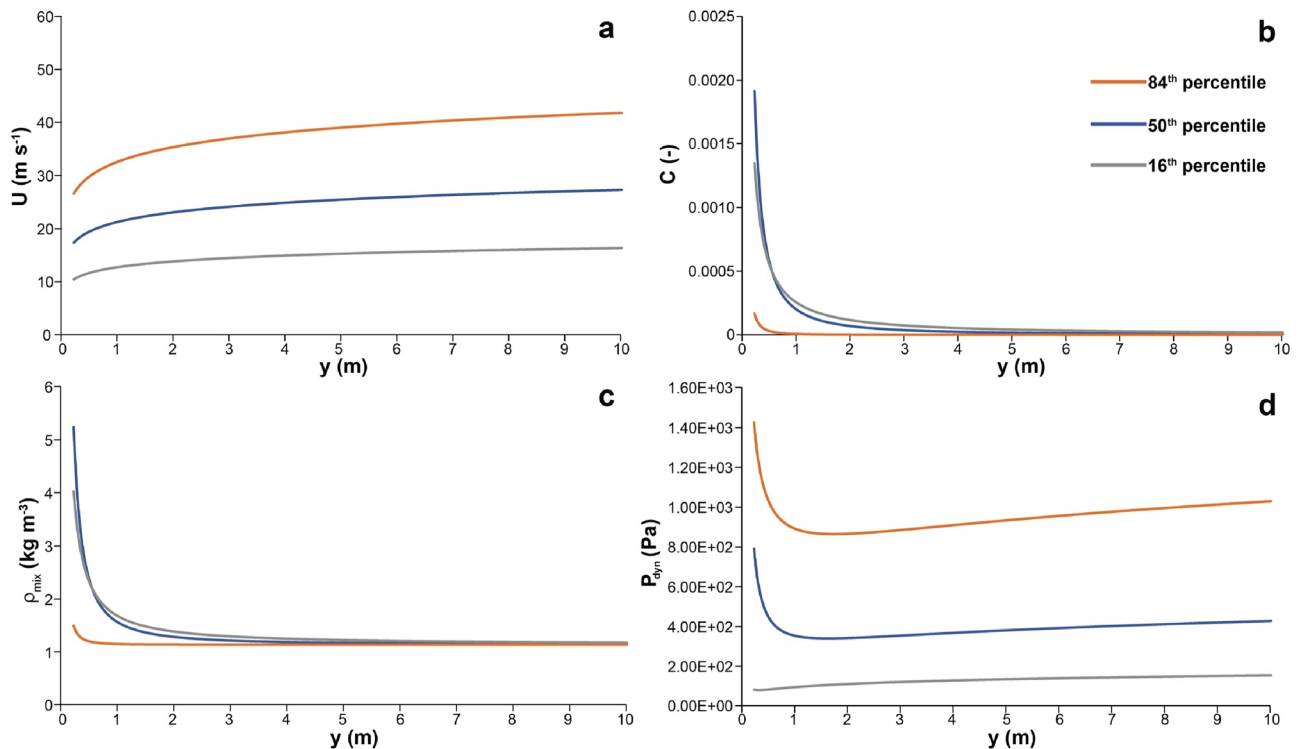 a
U (m s⁻¹)
60
50
40
30
20
10
0
0 1 2 3 4 5 6 7 8 9 10
y (m)
b
C (-)
0.0025
0.0020
0.0015
0.0010
0.0005
0
0 1 2 3 4 5 6 7 8 9 10
y (m)
84th percentile
50th percentile
16th percentile
c
ρmix (kg m⁻³)
6
5
4
3
2
1
0
0 1 2 3 4 5 6 7 8 9 10
y (m)
d
Pdyn (Pa)
1.60E+03
1.40E+03
1.20E+03
1.00E+03
8.00E+02
6.00E+02
4.00E+02
2.00E+02
0.00E+00
0 1 2 3 4 5 6 7 8 9 10
y (m)